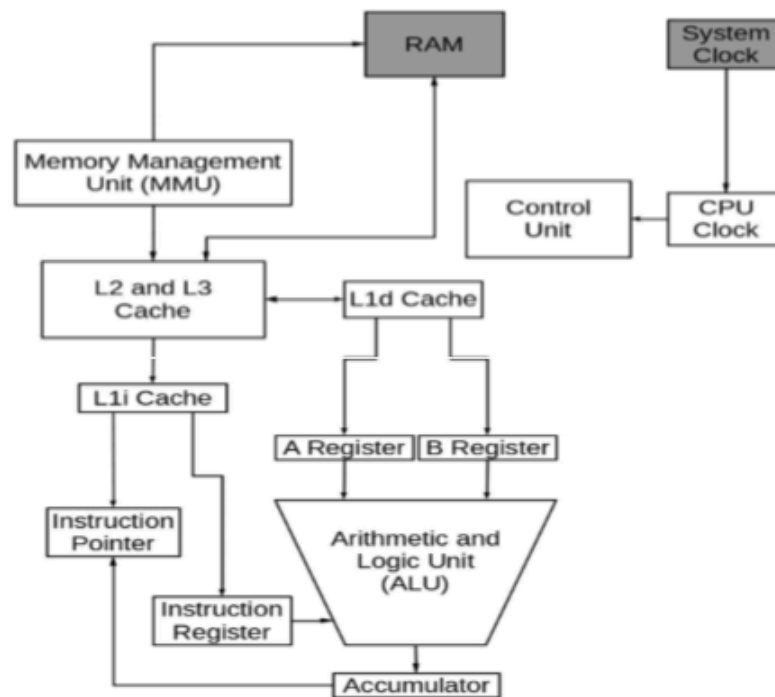 RAM
System
Clock
Memory Management
Unit (MMU)
Control
Unit
CPU
Clock
L2 and L3
Cache
L1d Cache
L1i Cache
A Register
B Register
Instruction
Pointer
Arithmetic and
Logic Unit
(ALU)
Instruction
Register
Accumulator